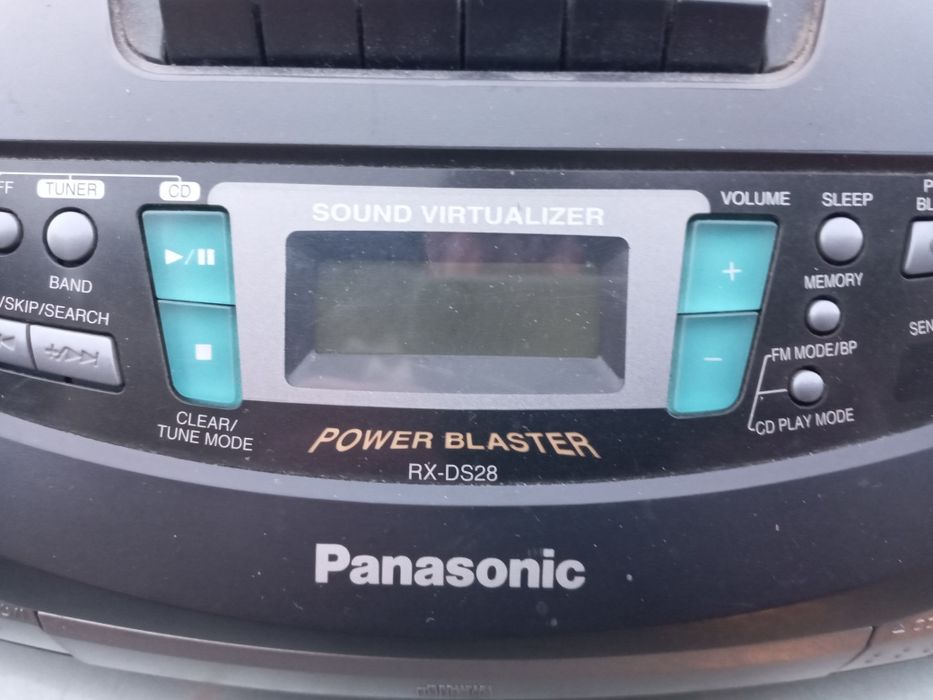 FF TUNER CD
SOUND VIRTUALIZER
VOLUME SLEEP
BAND
MEMORY
/SKIP/SEARCH
FM MODE/BP
CLEAR/
TUNE MODE
CD PLAY MODE
POWER BLASTER
RX-DS28
Panasonic